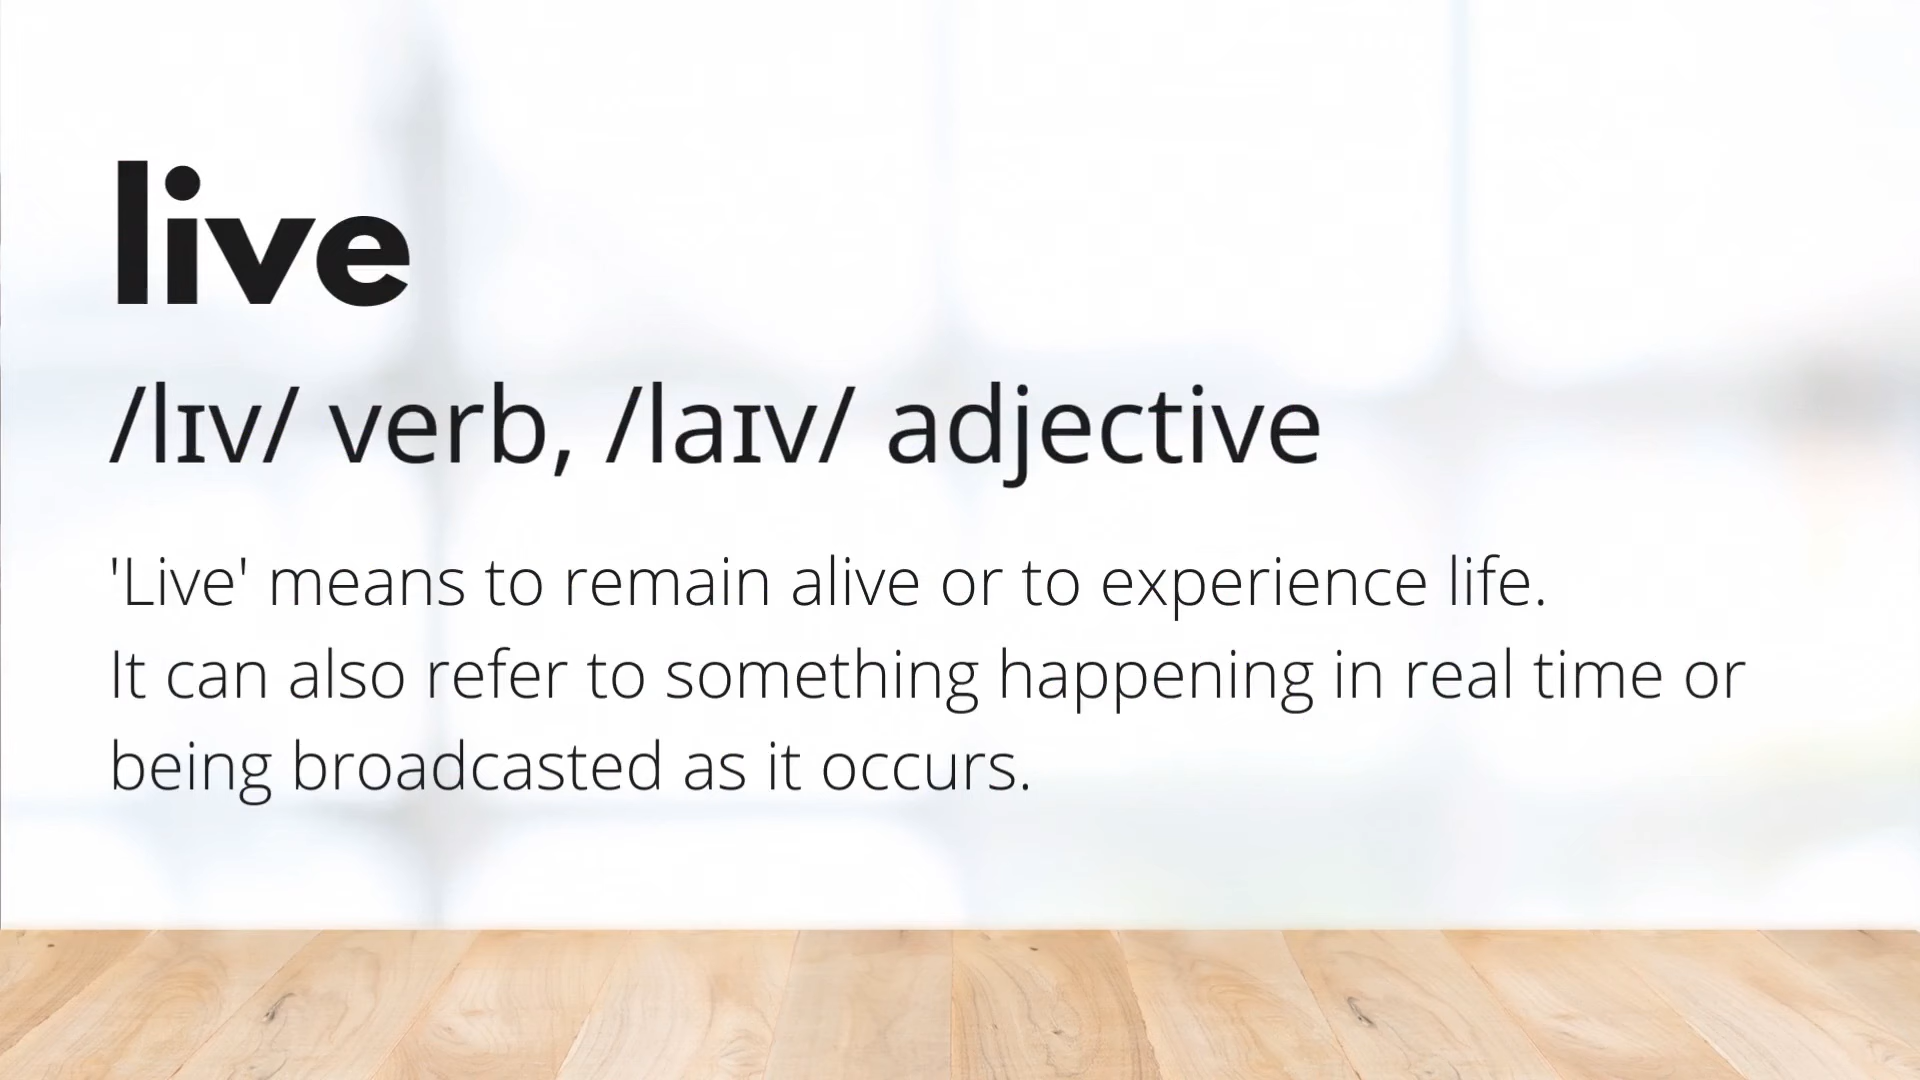 live
/lɪv/ verb, /laɪv/ adjective
'Live' means to remain alive or to experience life.
It can also refer to something happening in real time or
being broadcasted as it occurs.